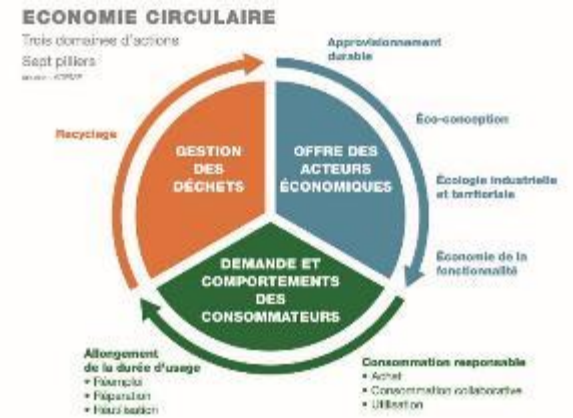 ECONOMIE CIRCULAIRE
Trois domaines d'actions
Sept piliers
Approvisionnement
durable
Éco-conception
Écologie industrielle
et territoriale
Économie de la
fonctionnalité
Recyclage
GESTION
DES
DÉCHETS
OFFRE DES
ACTEURS
ÉCONOMIQUES
DEMANDE ET
COMPORTEMENTS
DES
CONSOMMATEURS
Allongement
de la durée d'usage
• Réemploi
• Réparation
• Réutilisation
Consommation responsable
• Achat
• Consommation collaborative
• Utilisation